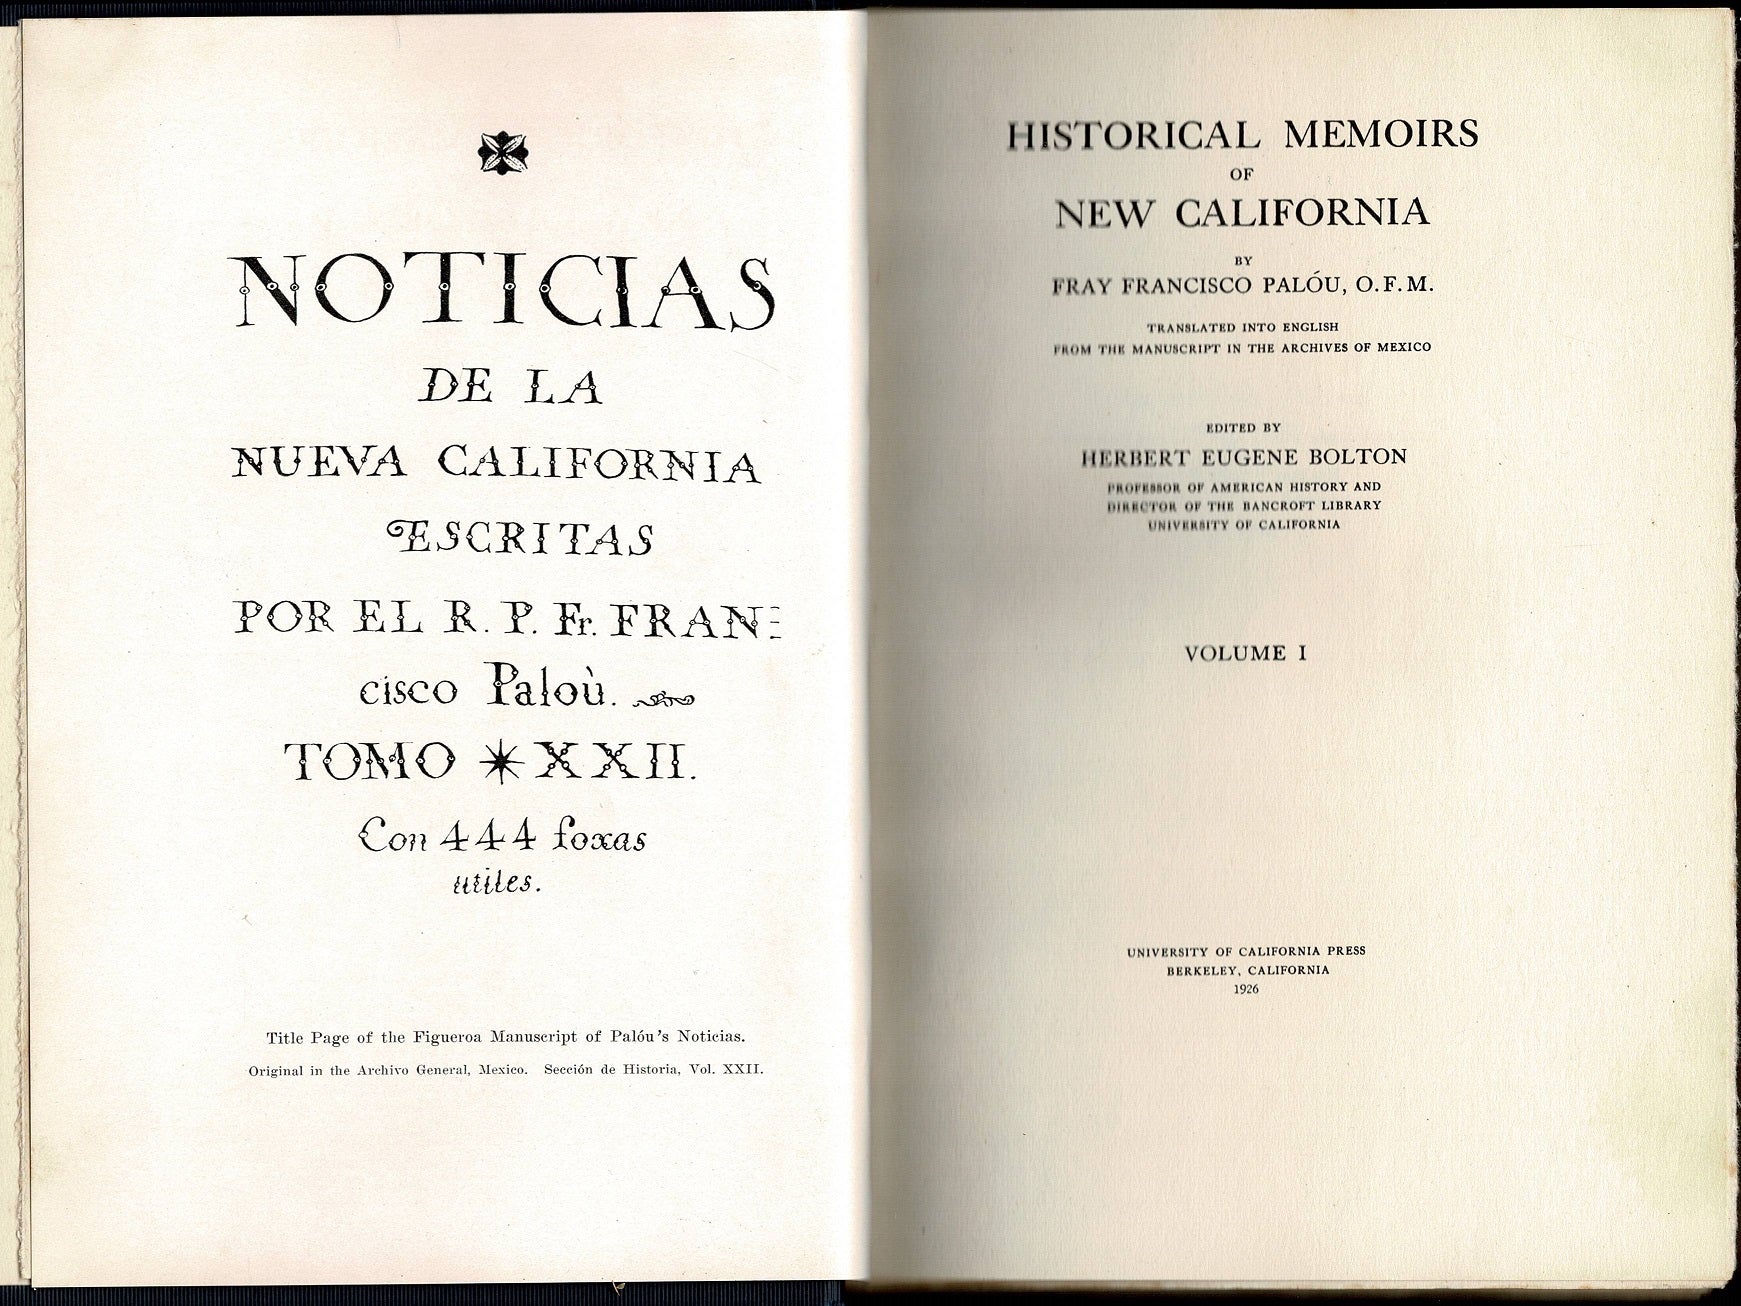 NOTICIAS
DE LA
NUEVA CALIFORNIA
ESCRITAS
POR EL R. P. Fr. FRAN=
cisco Paloù.
TOMO * XXII.
Con 444 foxas
utiles.
Title Page of the Figueroa Manuscript of Palóu's Noticias.
Original in the Archivo General, Mexico. Sección de Historia, Vol. XXII.
HISTORICAL MEMOIRS
OF
NEW CALIFORNIA
BY
FRAY FRANCISCO PALÓU, O.F.M.
TRANSLATED INTO ENGLISH
FROM THE MANUSCRIPT IN THE ARCHIVES OF MEXICO
EDITED BY
HERBERT EUGENE BOLTON
PROFESSOR OF AMERICAN HISTORY AND
DIRECTOR OF THE BANCROFT LIBRARY
UNIVERSITY OF CALIFORNIA
VOLUME I
UNIVERSITY OF CALIFORNIA PRESS
BERKELEY, CALIFORNIA
1926